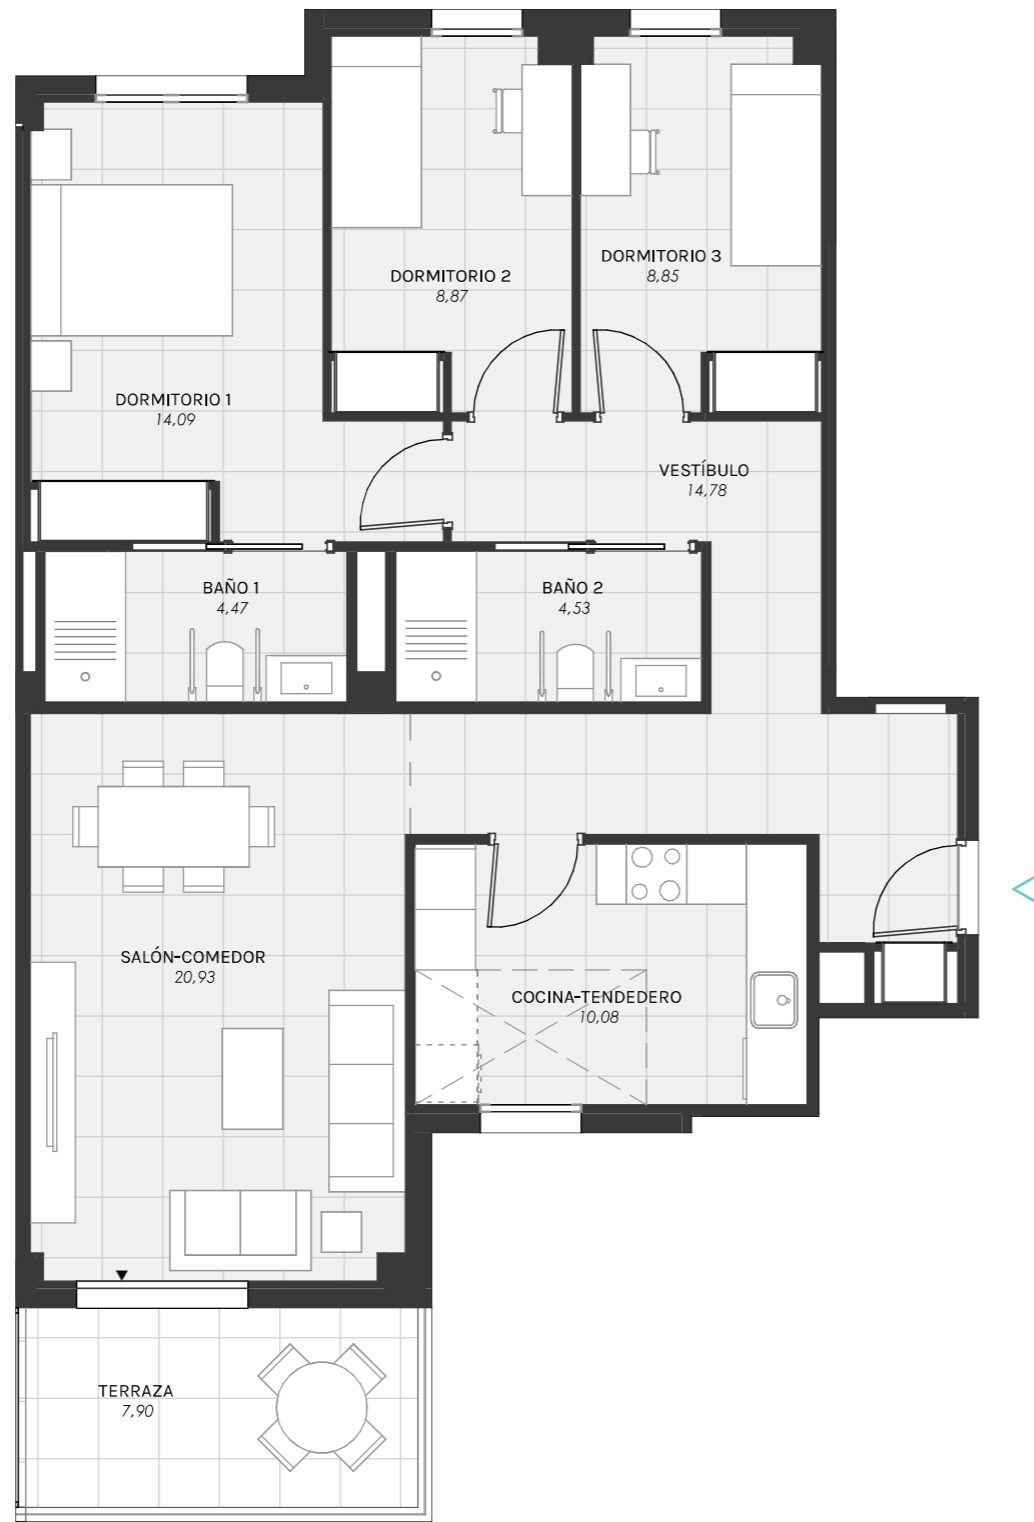 DORMITORIO 3
8,85
DORMITORIO 2
8,87
DORMITORIO 1
14,09
VESTÍBULO
14,78
BAÑO 1
4,47
BAÑO 2
4,53
SALÓN-COMEDOR
20,93
COCINA-TENDEDERO
10,08
TERRAZA
7,90